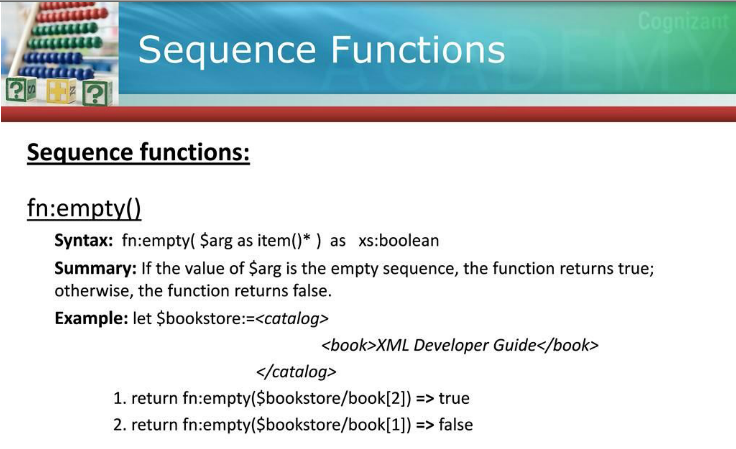 Cognizant
Sequence Functions
ACADEMY
Sequence functions:
fn:empty()
Syntax: fn:empty( $arg as item()* ) as xs:boolean
Summary: If the value of $arg is the empty sequence, the function returns true;
otherwise, the function returns false.
Example: let $bookstore:=<catalog>
<book>XML Developer Guide</book>
</catalog>
1. return fn:empty($bookstore/book[2]) => true
2. return fn:empty($bookstore/book[1]) => false